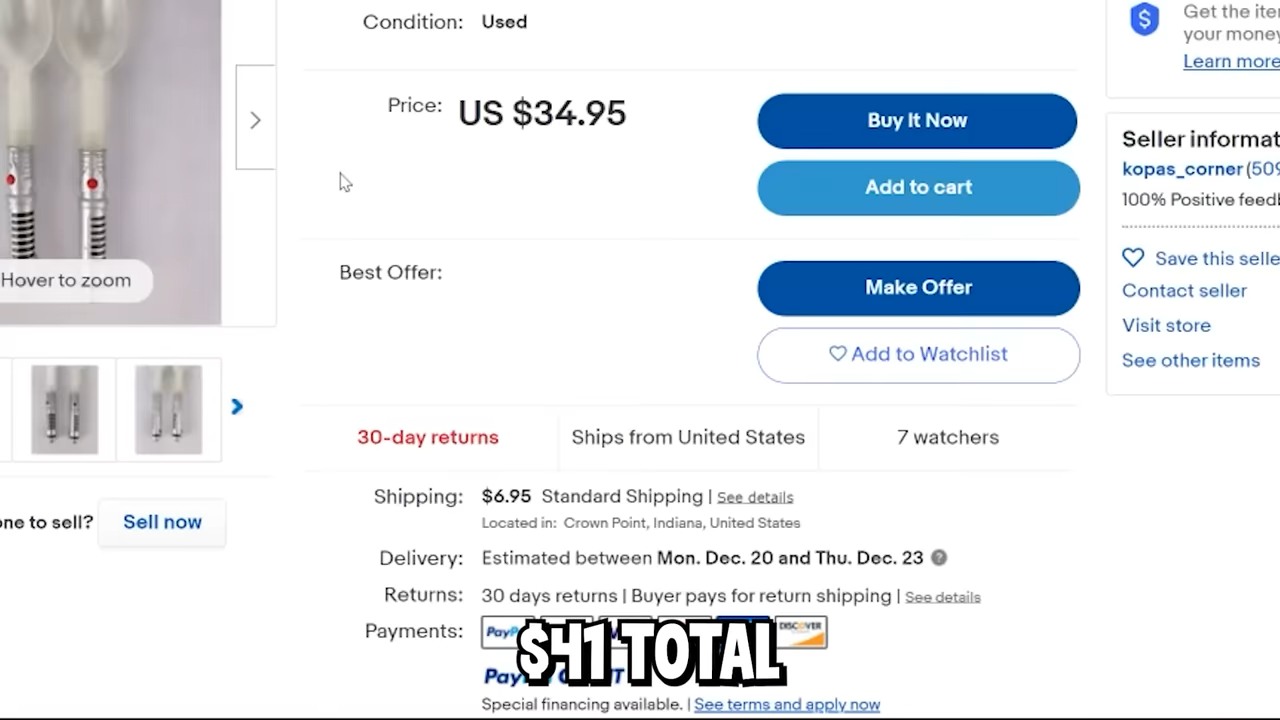 Condition: Used
Get the
your money
Learn more
Price: US $34.95
Buy It Now
Add to cart
Hover to zoom
Best Offer:
Make Offer
Add to Watchlist
Seller
kopas_corner
100% Positive
Save this
Contact seller
Visit store
See other items
30-day returns
Ships from United States
7 watchers
to sell?
Sell now
Shipping: $6.95 Standard Shipping | See details
Located in: Crown Point, Indiana, United States
Delivery: Estimated between Mon. Dec. 20 and Thu. Dec. 23
Returns: 30 days returns | Buyer pays for return shipping | See details
Payments:
DISCOVER
$41 TOTAL
Special financing available. | See terms and apply now